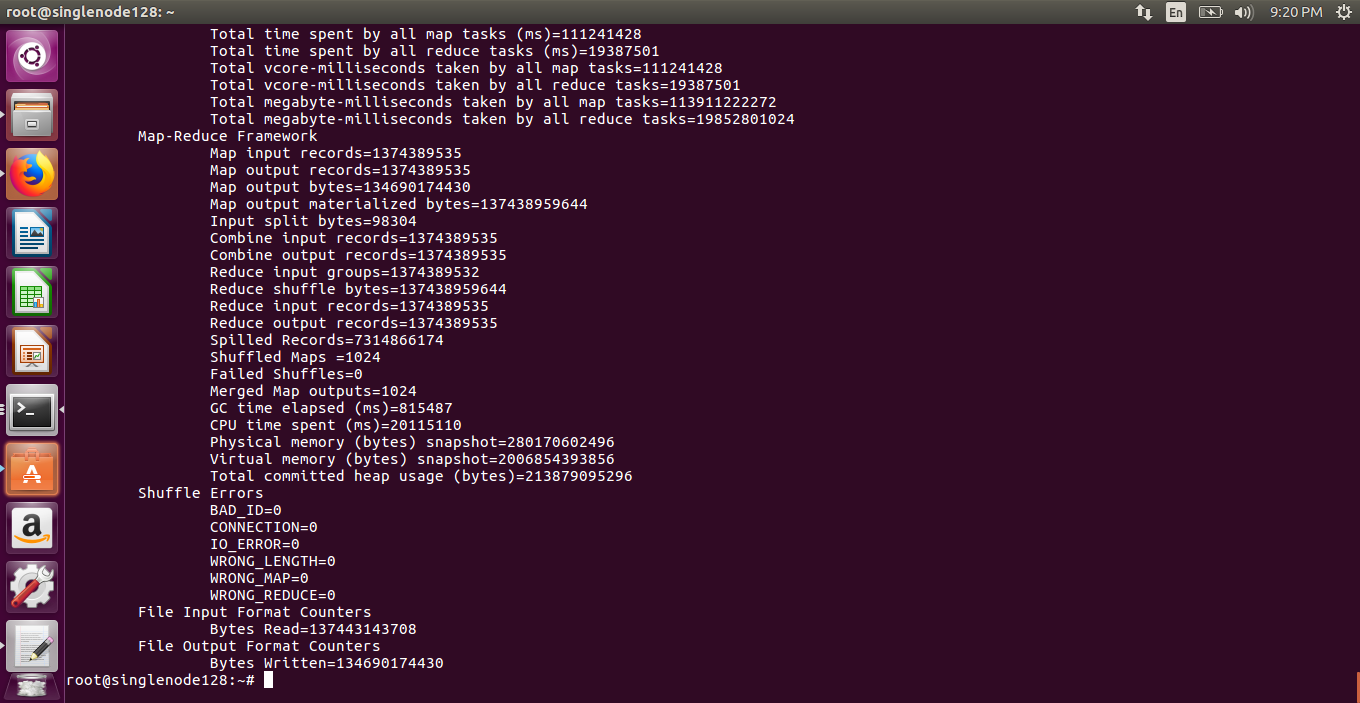 root@singlenode128: ~
En
9:20 PM
Total time spent by all map tasks (ms)=111241428
Total time spent by all reduce tasks (ms)=19387501
Total vcore-milliseconds taken by all map tasks=111241428
Total vcore-milliseconds taken by all reduce tasks=19387501
Total megabyte-milliseconds taken by all map tasks=113911222272
Total megabyte-milliseconds taken by all reduce tasks=19852801024
Map-Reduce Framework
Map input records=1374389535
Map output records=1374389535
Map output bytes=134690174430
Map output materialized bytes=137438959644
Input split bytes=98304
Combine input records=1374389535
Combine output records=1374389535
Reduce input groups=1374389532
Reduce shuffle bytes=137438959644
Reduce input records=1374389535
Reduce output records=1374389535
Spilled Records=7314866174
Shuffled Maps =1024
Failed Shuffles=0
Merged Map outputs=1024
GC time elapsed (ms)=815487
CPU time spent (ms)=20115110
Physical memory (bytes) snapshot=280170602496
Virtual memory (bytes) snapshot=2006854393856
Total committed heap usage (bytes)=213879095296
Shuffle Errors
BAD_ID=0
CONNECTION=0
IO_ERROR=0
WRONG_LENGTH=0
WRONG_MAP=0
WRONG_REDUCE=0
File Input Format Counters
Bytes Read=137443143708
File Output Format Counters
Bytes Written=134690174430
root@singlenode128:~#